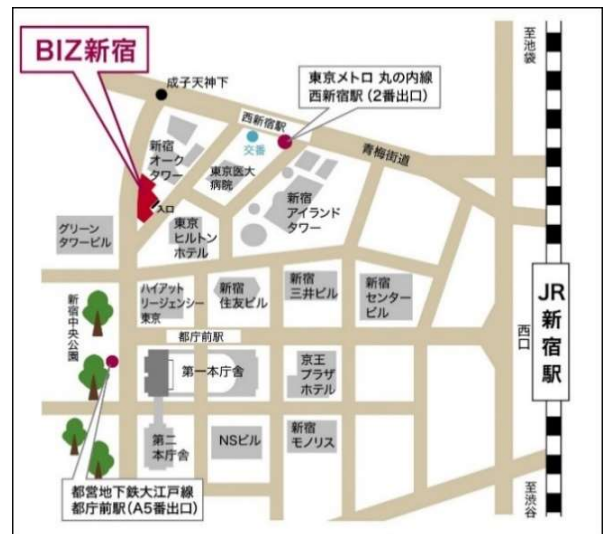 BIZ新宿
成子天神下
東京メトロ 丸の内線
西新宿駅（2番出口）
至池袋
西新宿駅
交番
青梅街道
新宿
オーク
タワー
東京医大
病院
新宿
アイランド
タワー
入口
グリーン
タワービル
東京
ヒルトン
ホテル
ハイアット
リージェンシー
東京
新宿
住友ビル
新宿
三井ビル
新宿
センター
ビル
新宿中央公園
都庁前駅
西口
JR新宿駅
第一本庁舎
京王
プラザ
ホテル
第二
本庁舎
NSビル
新宿
モノリス
都営地下鉄大江戸線
都庁前駅（A5番出口）
至渋谷